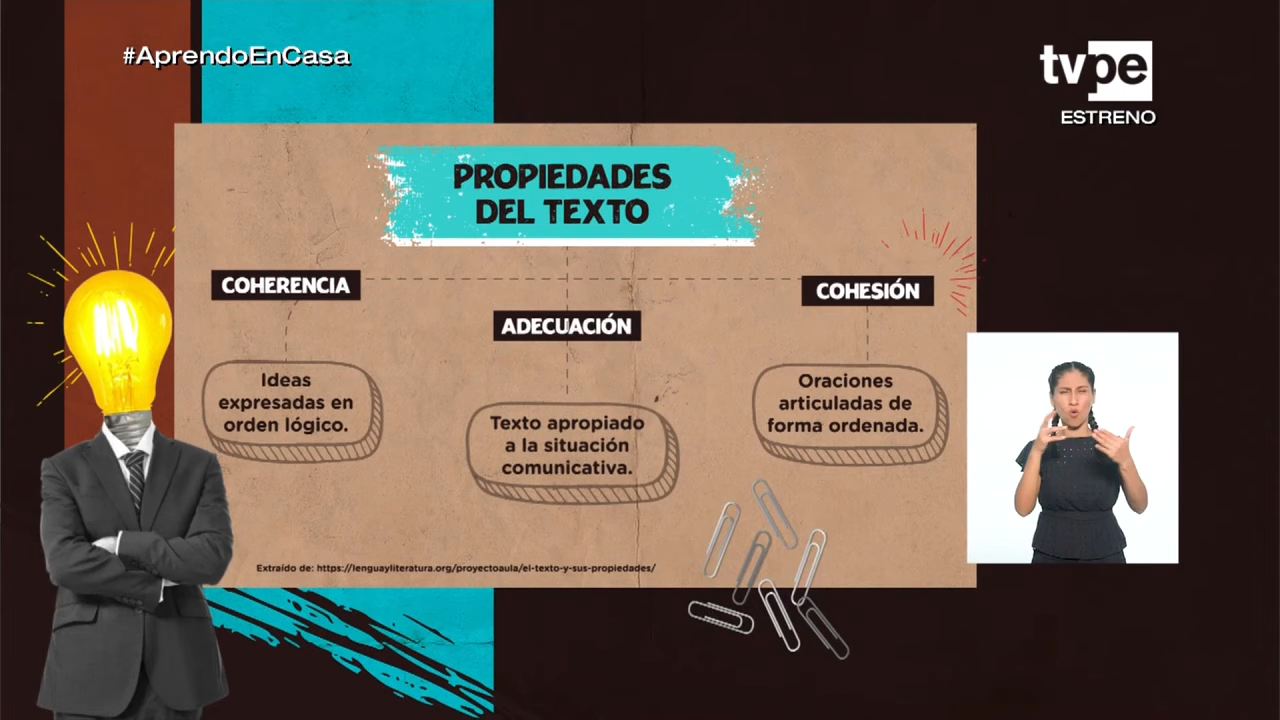 #AprendoEnCasa
tvpe
ESTRENO
PROPIEDADES
DEL TEXTO
COHERENCIA
ADECUACIÓN
COHESIÓN
Ideas
expresadas en
orden lógico.
Texto apropiado
a la situación
comunicativa.
Oraciones
articuladas de
forma ordenada.
Extraído de: https://lenguayliteratura.org/proyectoaula/el-texto-y-sus-propiedades/